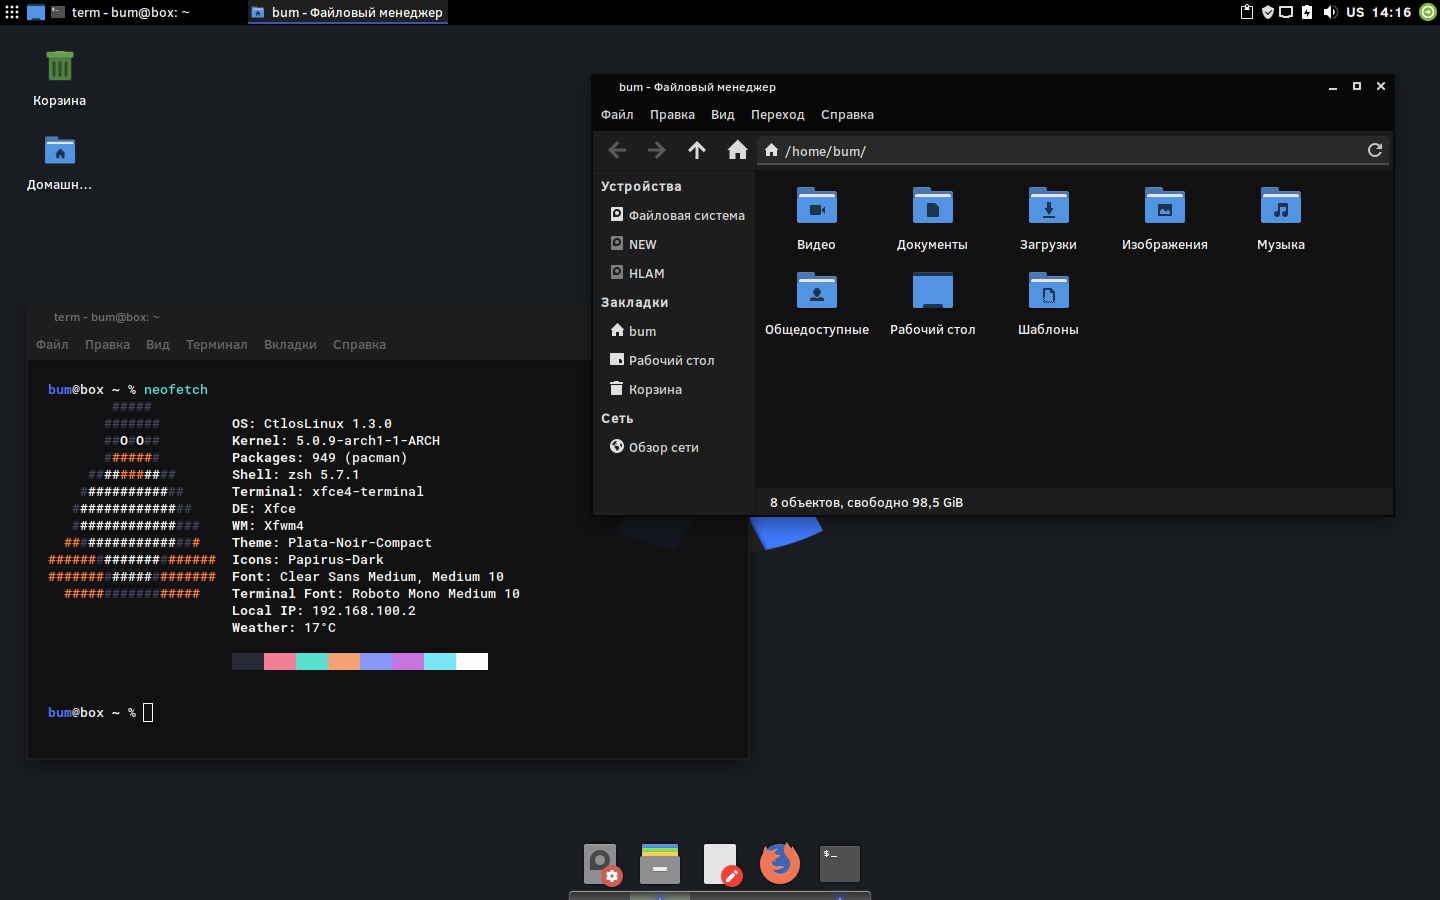 term - bum@box: ~
bum - Файловый менеджер
US 14:16
Корзина
Домашн...
bum - Файловый менеджер
Файл Правка Вид Переход Справка
/home/bum/
Устройства
Файловая система
NEW
HLAM
Закладки
bum
Рабочий стол
Корзина
Сеть
Обзор сети
Видео Документы Загрузки Изображения Музыка
Общедоступные Рабочий стол Шаблоны
8 объектов, свободно 98,5 GiB
term - bum@box: ~
Файл Правка Вид Терминал Вкладки Справка
bum@box ~ % neofetch
#####
#######
##O#O##
#######
###########
#############
###############
################
#################
#####################
#####################
#################
OS: CtlosLinux 1.3.0
Kernel: 5.0.9-arch1-1-ARCH
Packages: 949 (pacman)
Shell: zsh 5.7.1
Terminal: xfce4-terminal
DE: Xfce
WM: Xfwm4
Theme: Plata-Noir-Compact
Icons: Papirus-Dark
Font: Clear Sans Medium, Medium 10
Terminal Font: Roboto Mono Medium 10
Local IP: 192.168.100.2
Weather: 17°C
bum@box ~ %
$_